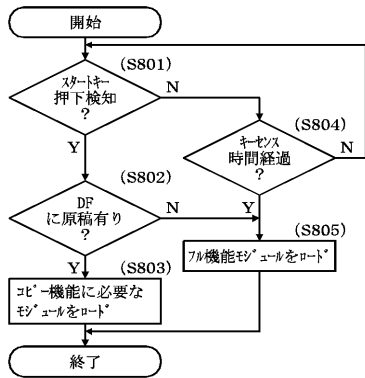 開始
(S801)
ｽﾀｰﾄｷｰ
押下検知
?
N
Y
(S804)
ｷｰｾﾝｽ
時間経過
?
N
Y
(S802)
DF
に原稿有り
?
N
Y
(S805)
ﾌﾙ機能ﾓｼﾞｭｰﾙをﾛｰﾄﾞ
(S803)
ｺﾋﾟｰ機能に必要な
ﾓｼﾞｭｰﾙをﾛｰﾄﾞ
終了